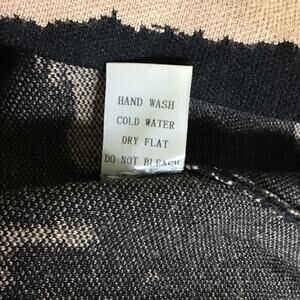 HAND WASH
COLD WATER
DRY FLAT
DO NOT BLEACH